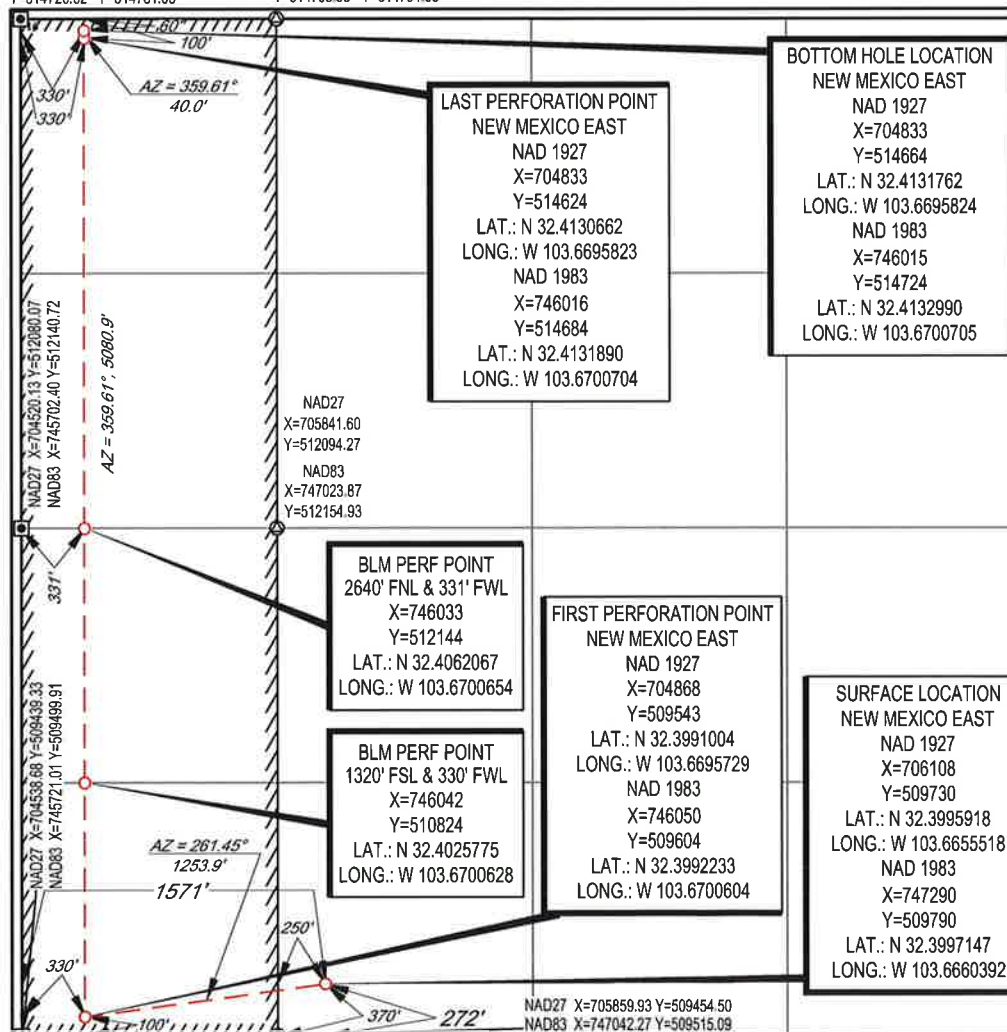 60"
100'
330'
330'
AZ = 359.61°
40.0'
LAST PERFORATION POINT
NEW MEXICO EAST
NAD 1927
X=704833
Y=514624
LAT.: N 32.4130662
LONG.: W 103.6695823
NAD 1983
X=746016
Y=514684
LAT.: N 32.4131890
LONG.: W 103.6700704
BOTTOM HOLE LOCATION
NEW MEXICO EAST
NAD 1927
X=704833
Y=514664
LAT.: N 32.4131762
LONG.: W 103.6695824
NAD 1983
X=746015
Y=514724
LAT.: N 32.4132990
LONG.: W 103.6700705
NAD27 X=704520.13 Y=512080.07
NAD83 X=745702.40 Y=512140.72
AZ = 359.61°, 5080.9'
NAD27
X=705841.60
Y=512094.27
NAD83
X=747023.87
Y=512154.93
331'
BLM PERF POINT
2640' FNL & 331' FWL
X=746033
Y=512144
LAT.: N 32.4062067
LONG.: W 103.6700654
BLM PERF POINT
1320' FSL & 330' FWL
X=746042
Y=510824
LAT.: N 32.4025775
LONG.: W 103.6700628
FIRST PERFORATION POINT
NEW MEXICO EAST
NAD 1927
X=704868
Y=509543
LAT.: N 32.3991004
LONG.: W 103.6695729
NAD 1983
X=746050
Y=509604
LAT.: N 32.3992233
LONG.: W 103.6700604
SURFACE LOCATION
NEW MEXICO EAST
NAD 1927
X=706108
Y=509730
LAT.: N 32.3995918
LONG.: W 103.6655518
NAD 1983
X=747290
Y=509790
LAT.: N 32.3997147
LONG.: W 103.6660392
NAD27 X=704538.68 Y=509439.33
NAD83 X=745721.01 Y=509499.91
AZ = 261.45°
1253.9'
1571'
250'
330'
100'
370'
272'
NAD27 X=705859.93 Y=509454.50
NAD83 X=747042.27 Y=509515.09